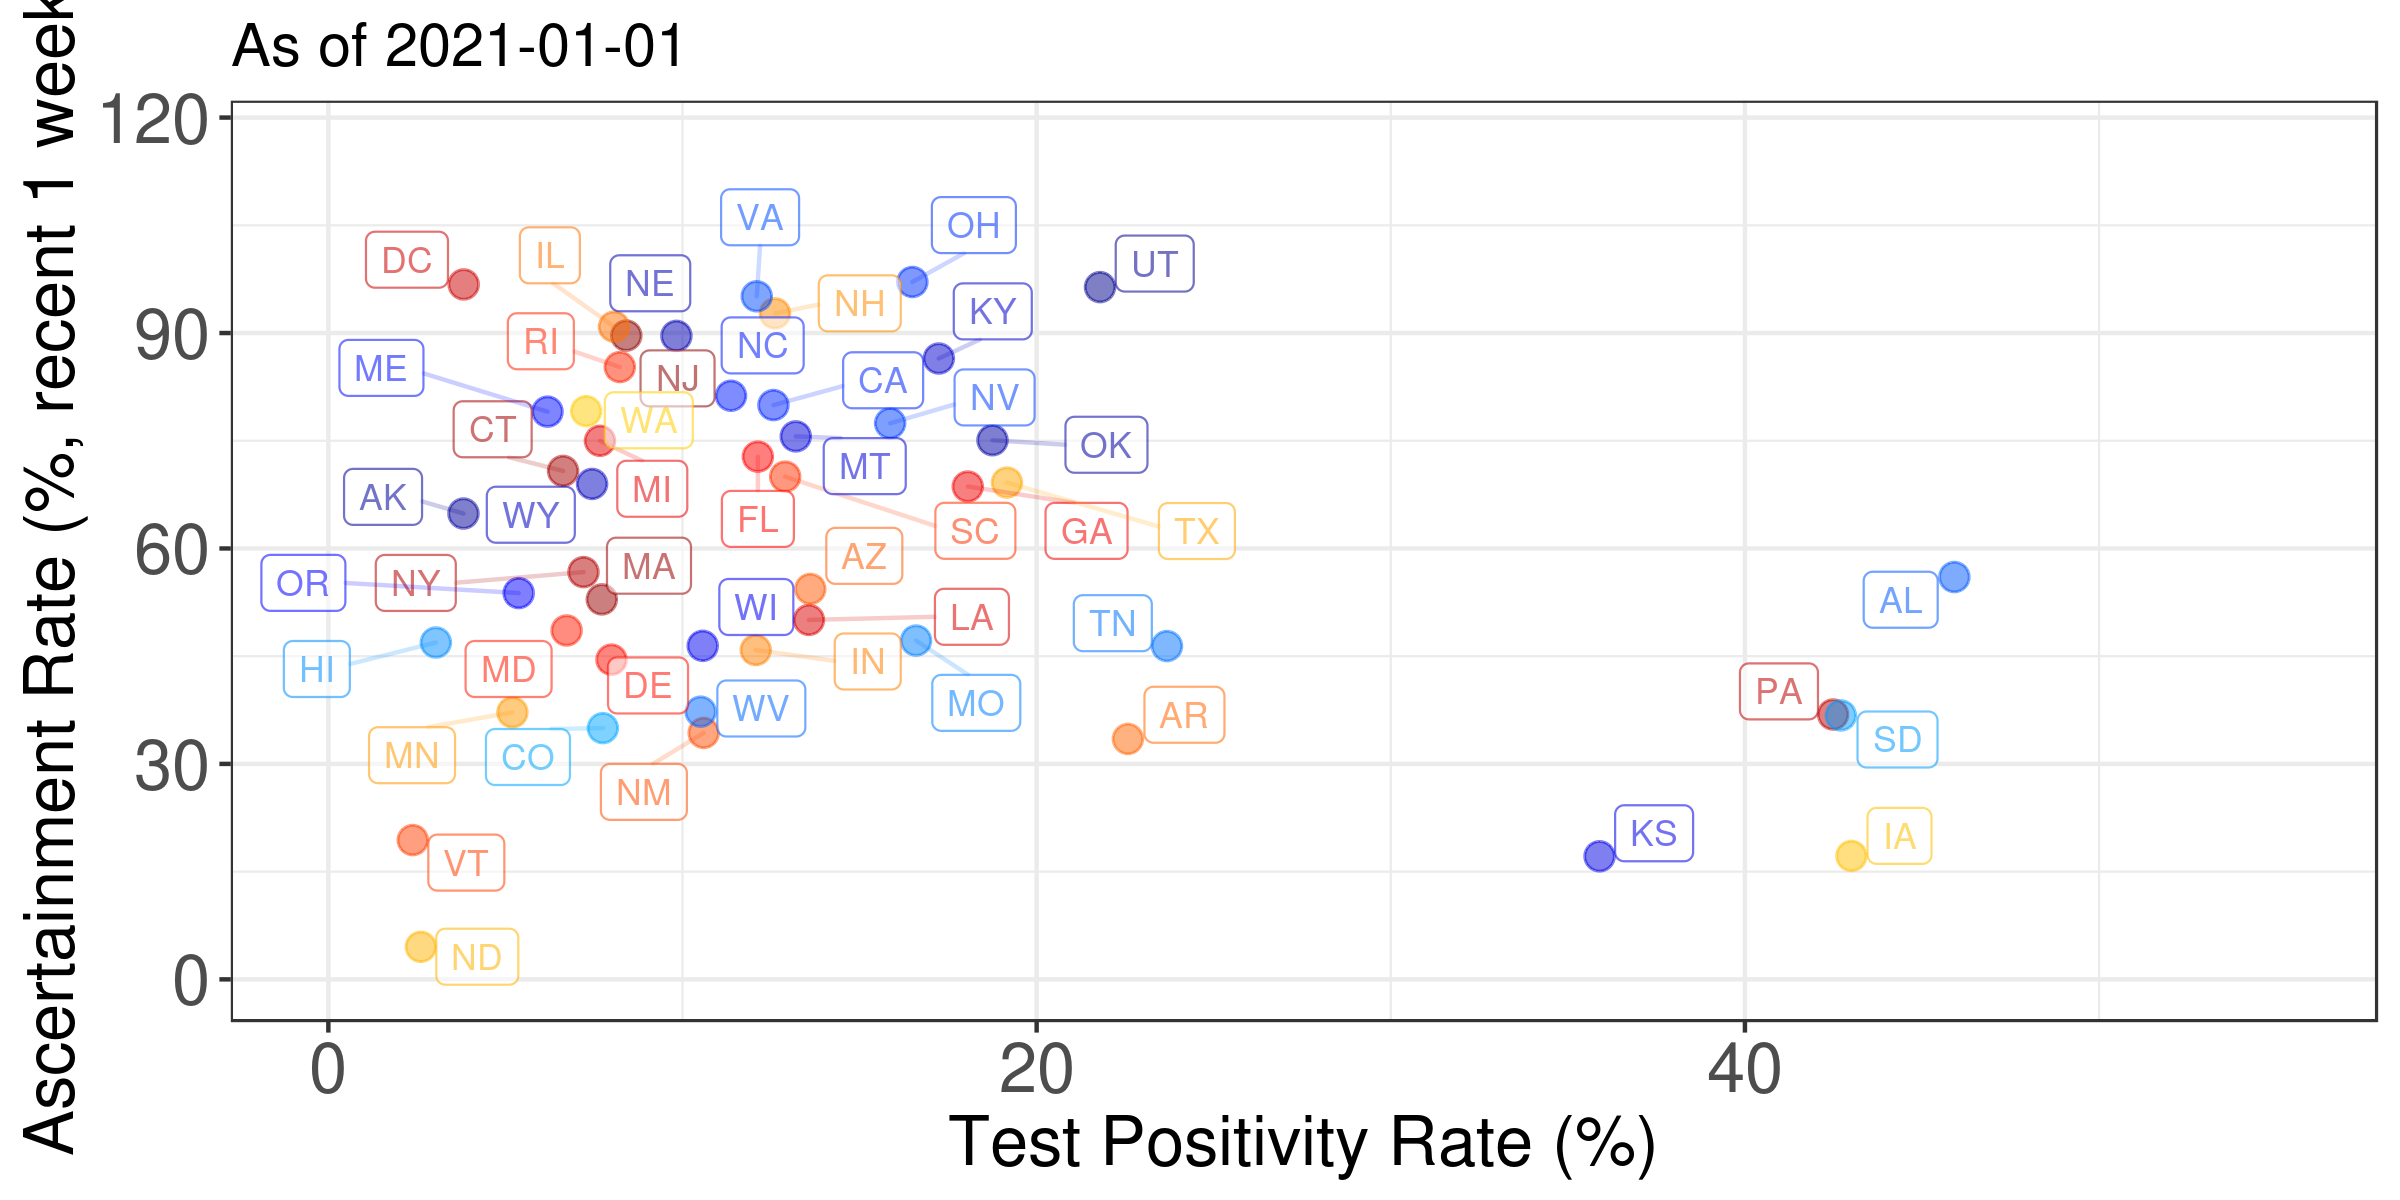 As of 2021-01-01
Ascertainment Rate (%, recent 1 week
120
90
60
30
0
VA
OH
DC
IL
UT
NE
NH
KY
RI
NC
ME
NJ
CA
NV
WA
CT
OK
MT
AK
MI
WY
FL
SC
GA
TX
AZ
MA
OR
NY
WI
AL
LA
TN
IN
HI
MD
DE
PA
MO
WV
AR
SD
MN
CO
NM
KS
IA
VT
ND
0
20
40
Test Positivity Rate (%)